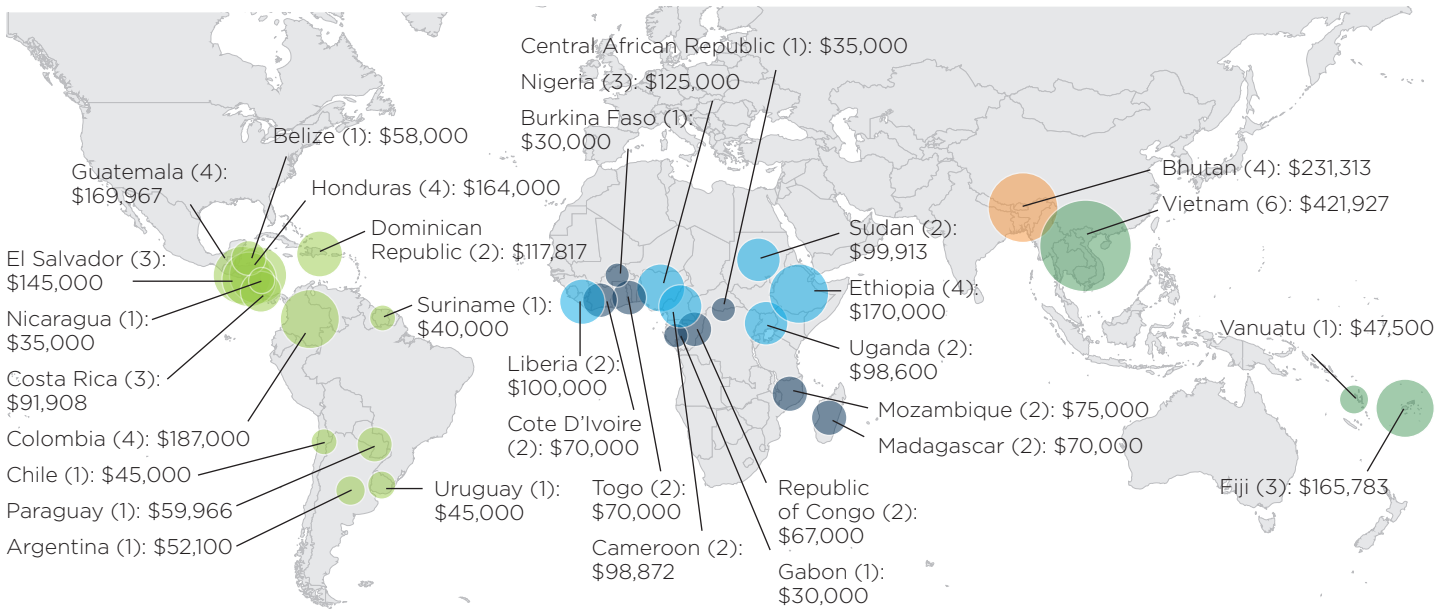 Central African Republic (1): $35,000
Nigeria (3): $125,000
Burkina Faso (1):
$30,000
Belize (1): $58,000
Guatemala (4):
$169,967
Honduras (4): $164,000
Dominican
Republic (2): $117,817
El Salvador (3):
$145,000
Nicaragua (1):
$35,000
Costa Rica (3):
$91,908
Colombia (4): $187,000
Chile (1): $45,000
Paraguay (1): $59,966
Argentina (1): $52,100
Suriname (1):
$40,000
Uruguay (1):
$45,000
Liberia (2):
$100,000
Cote D’Ivoire
(2): $70,000
Togo (2):
$70,000
Cameroon (2):
$98,872
Republic
of Congo (2):
$67,000
Gabon (1):
$30,000
Sudan (2):
$99,913
Ethiopia (4):
$170,000
Uganda (2):
$98,600
Mozambique (2): $75,000
Madagascar (2): $70,000
Bhutan (4): $231,313
Vietnam (6): $421,927
Vanuatu (1): $47,500
Fiji (3): $165,783